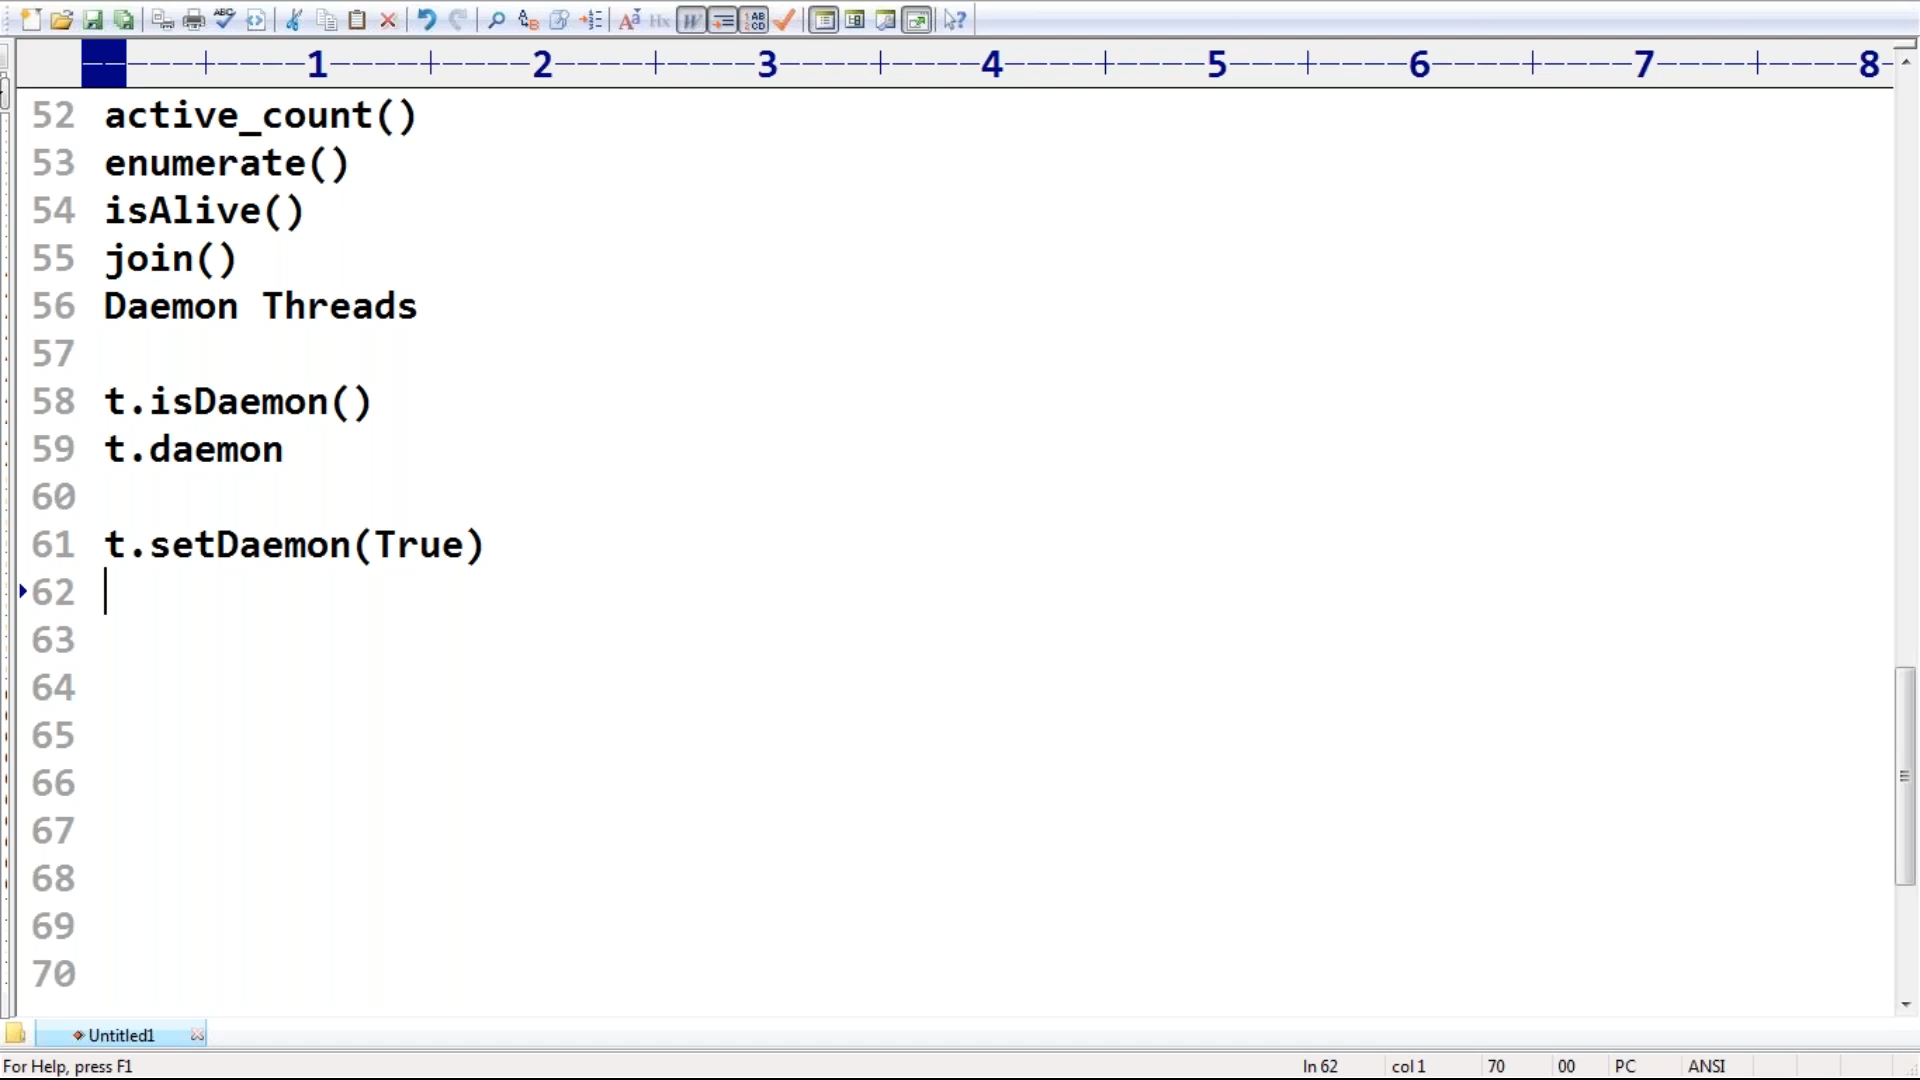 ----+----1----+----2----+----3----+----4----+----5----+----6----+----7----+----8-
52 active_count()
53 enumerate()
54 isAlive()
55 join()
56 Daemon Threads
57
58 t.isDaemon()
59 t.daemon
60
61 t.setDaemon(True)
62
63
64
65
66
67
68
69
70
Untitled1
For Help, press F1 ln 62 col 1 70 00 PC ANSI